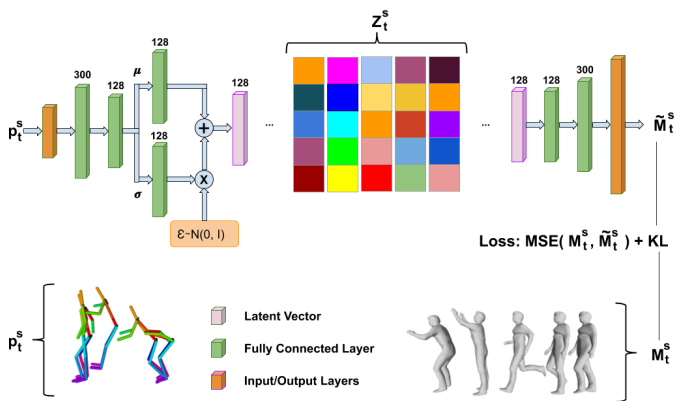 Z_t^s
128
μ
300
128
128
128
128
300
p_t^s
+
...
...
M̃_t^s
128
σ
x
Ɛ~N(0, I)
Loss: MSE( M_t^s, M̃_t^s ) + KL
p_t^s
Latent Vector
Fully Connected Layer
Input/Output Layers
M_t^s